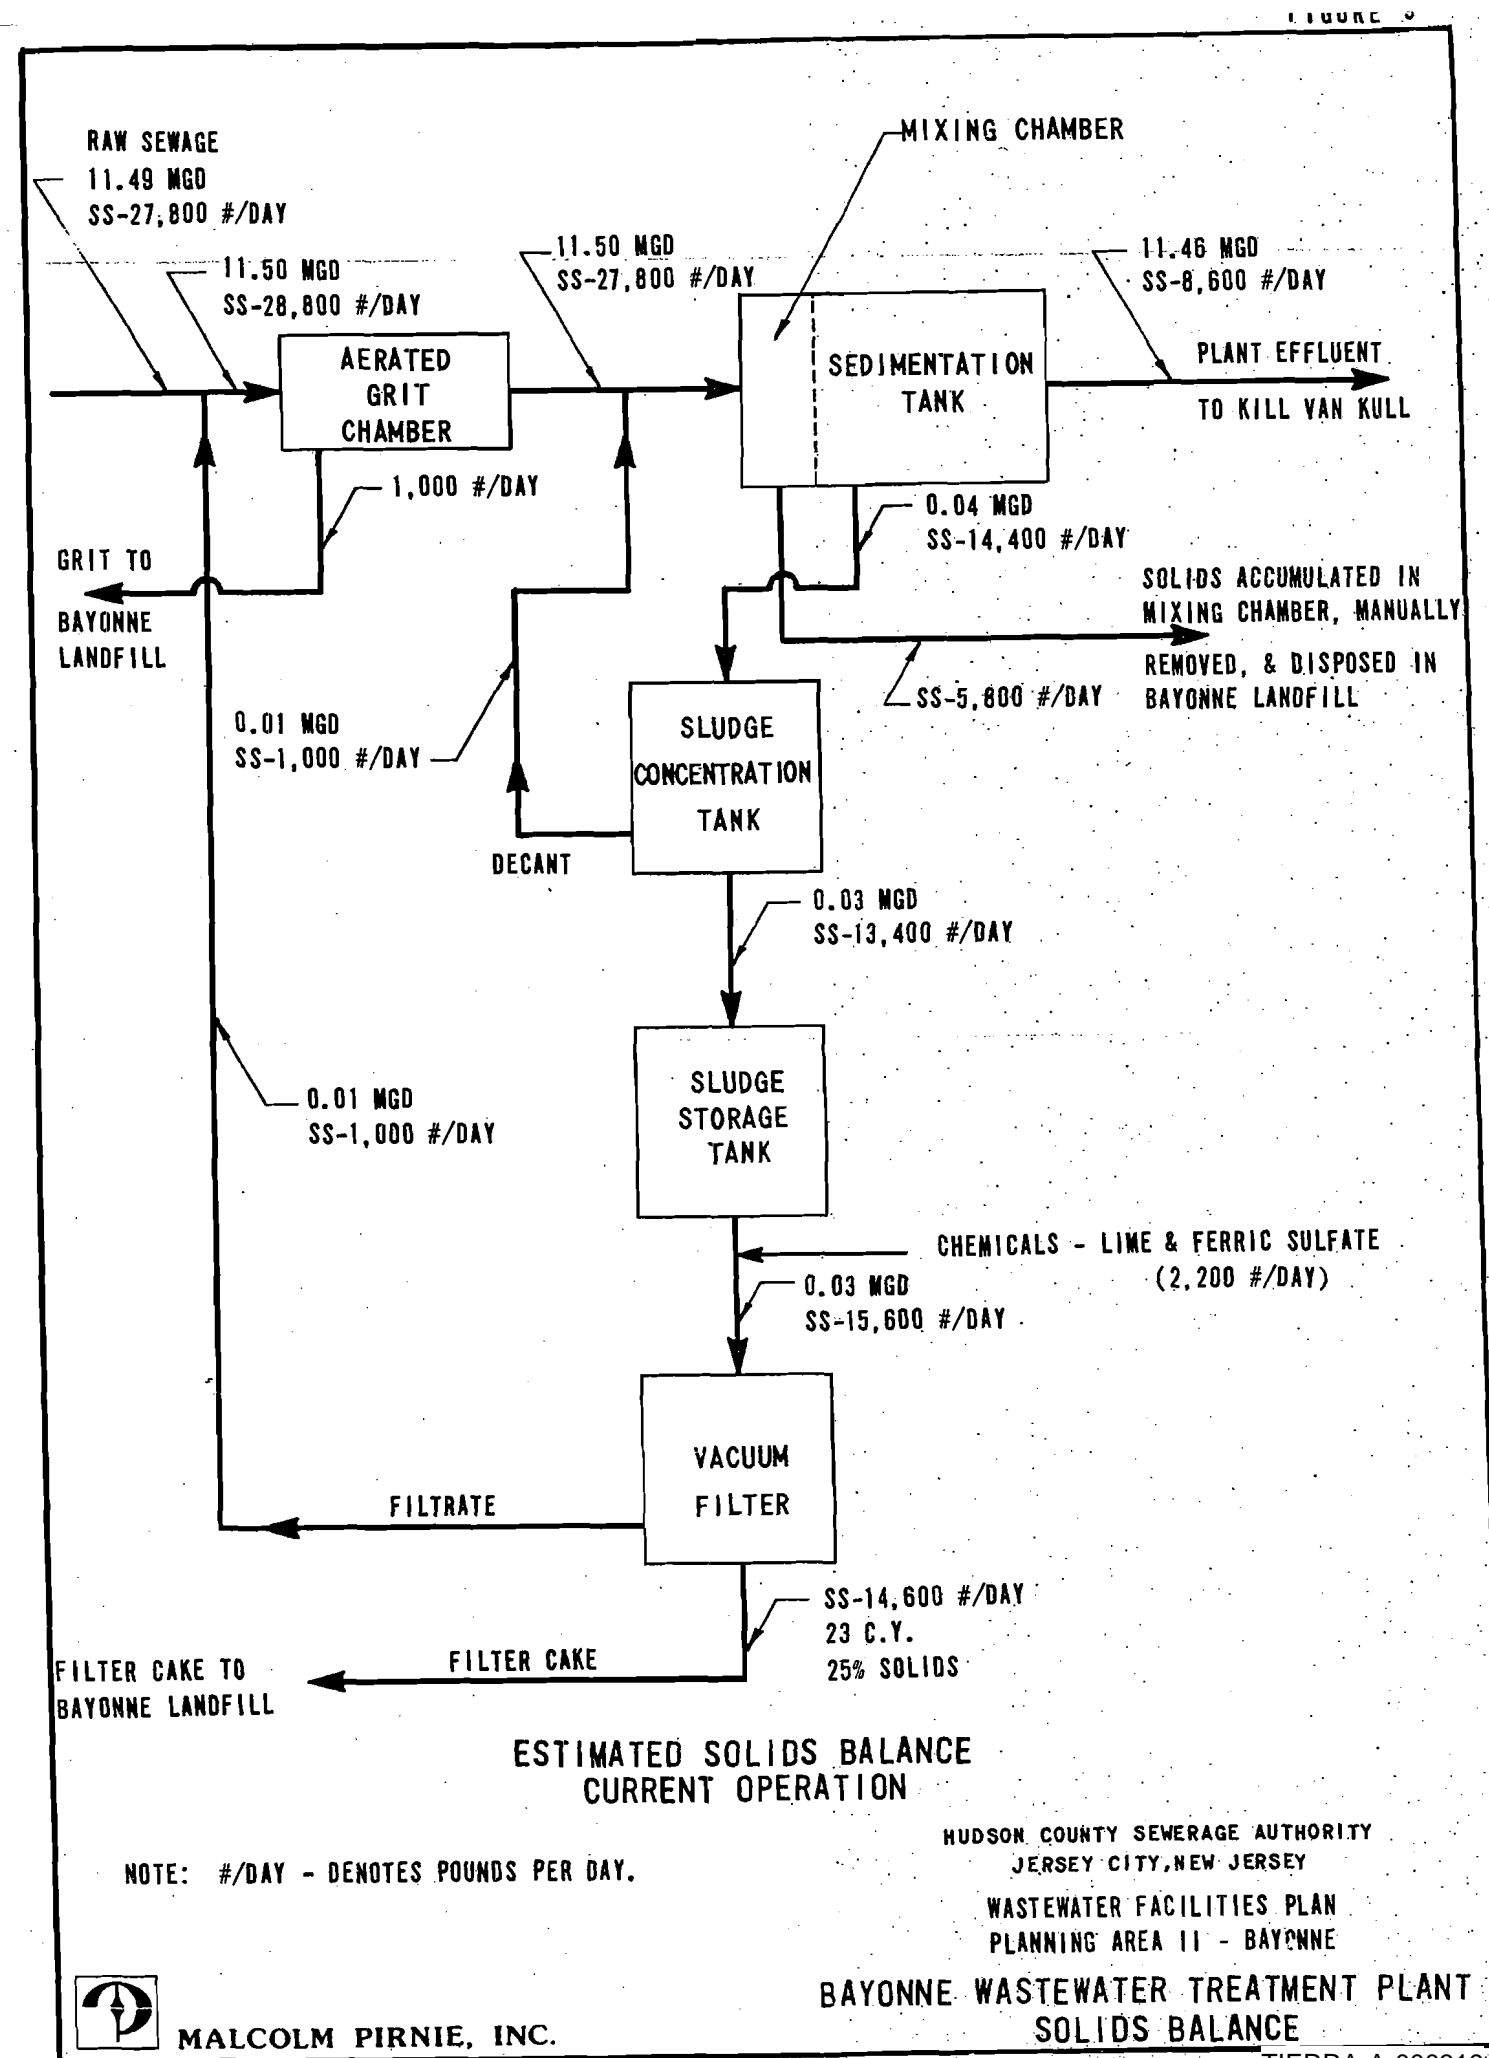 RAW SEWAGE
11.49 MGD
SS-27,800 #/DAY
MIXING CHAMBER
11.50 MGD
SS-28,800 #/DAY
11.50 MGD
SS-27,800 #/DAY
11.46 MGD
SS-8,600 #/DAY
AERATED
GRIT
CHAMBER
SEDIMENTATION
TANK
PLANT EFFLUENT
TO KILL VAN KULL
1,000 #/DAY
0.04 MGD
SS-14,400 #/DAY
GRIT TO
BAYONNE
LANDFILL
SOLIDS ACCUMULATED IN
MIXING CHAMBER, MANUALLY
REMOVED, & DISPOSED IN
BAYONNE LANDFILL
SS-5,800 #/DAY
0.01 MGD
SS-1,000 #/DAY
SLUDGE
CONCENTRATION
TANK
DECANT
0.03 MGD
SS-13,400 #/DAY
SLUDGE
STORAGE
TANK
0.01 MGD
SS-1,000 #/DAY
CHEMICALS - LIME & FERRIC SULFATE
(2,200 #/DAY)
0.03 MGD
SS-15,600 #/DAY
VACUUM
FILTER
FILTRATE
SS-14,600 #/DAY
23 C.Y.
25% SOLIDS
FILTER CAKE
FILTER CAKE TO
BAYONNE LANDFILL
ESTIMATED SOLIDS BALANCE
CURRENT OPERATION
HUDSON COUNTY SEWERAGE AUTHORITY
JERSEY CITY, NEW JERSEY
NOTE: #/DAY - DENOTES POUNDS PER DAY.
WASTEWATER FACILITIES PLAN
PLANNING AREA II - BAYONNE
BAYONNE WASTEWATER TREATMENT PLANT
SOLIDS BALANCE
MALCOLM PIRNIE, INC.